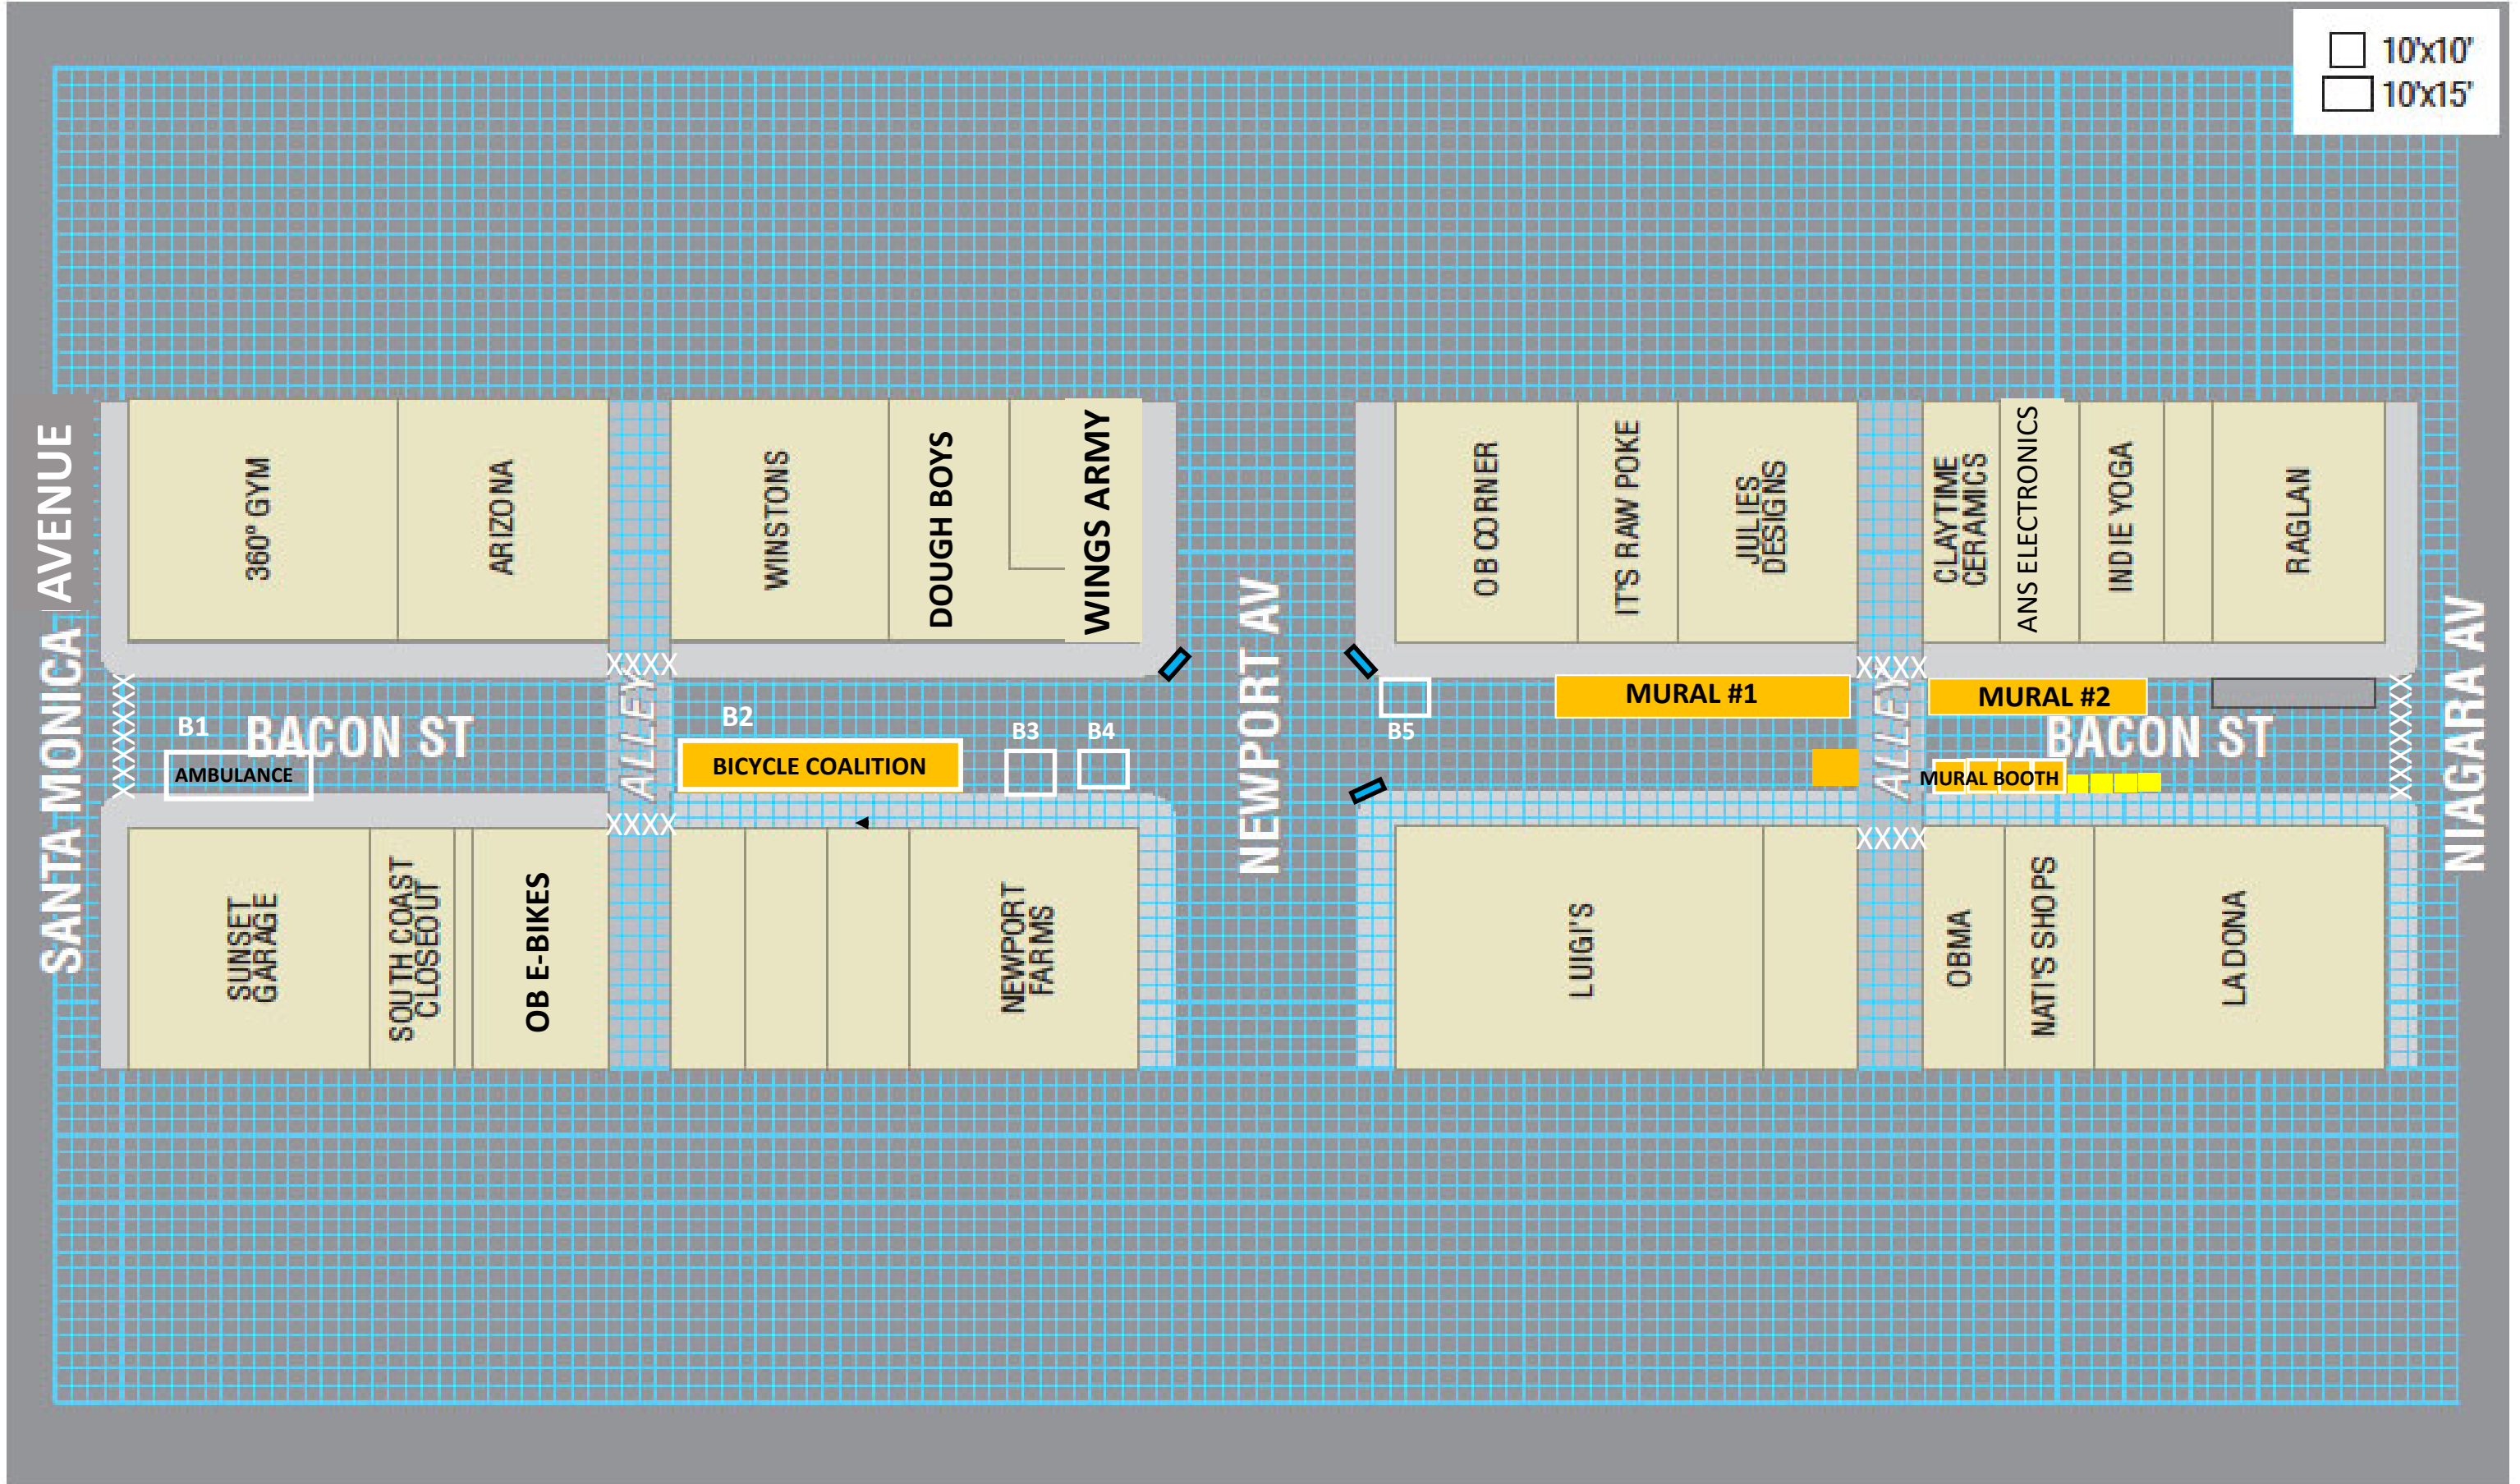 10'x10'
10'x15'
SANTA MONICA AVENUE
360º GYM
ARIZONA
WINSTONS
DOUGH BOYS
WINGS ARMY
NEWPORT AV
OB CORNER
IT'S RAW POKE
JULIES
DESIGNS
CLAYTIME
CERAMICS
ANS ELECTRONICS
INDIE YOGA
RAGLAN
NIAGARA AV
XXXX
XXXX
XXXXXXX
B1
BACON ST
AMBULANCE
ALLEY
B2
BICYCLE COALITION
B3
B4
B5
MURAL #1
ALLEY
MURAL #2
BACON ST
MURAL BOOTH
XXXXXXX
XXXX
XXXX
SUNSET
GARAGE
SOUTH COAST
CLOSEOUT
OB E-BIKES
NEWPORT
FARMS
LUIGI'S
OBMA
NATI'S SHOPS
LA DONA